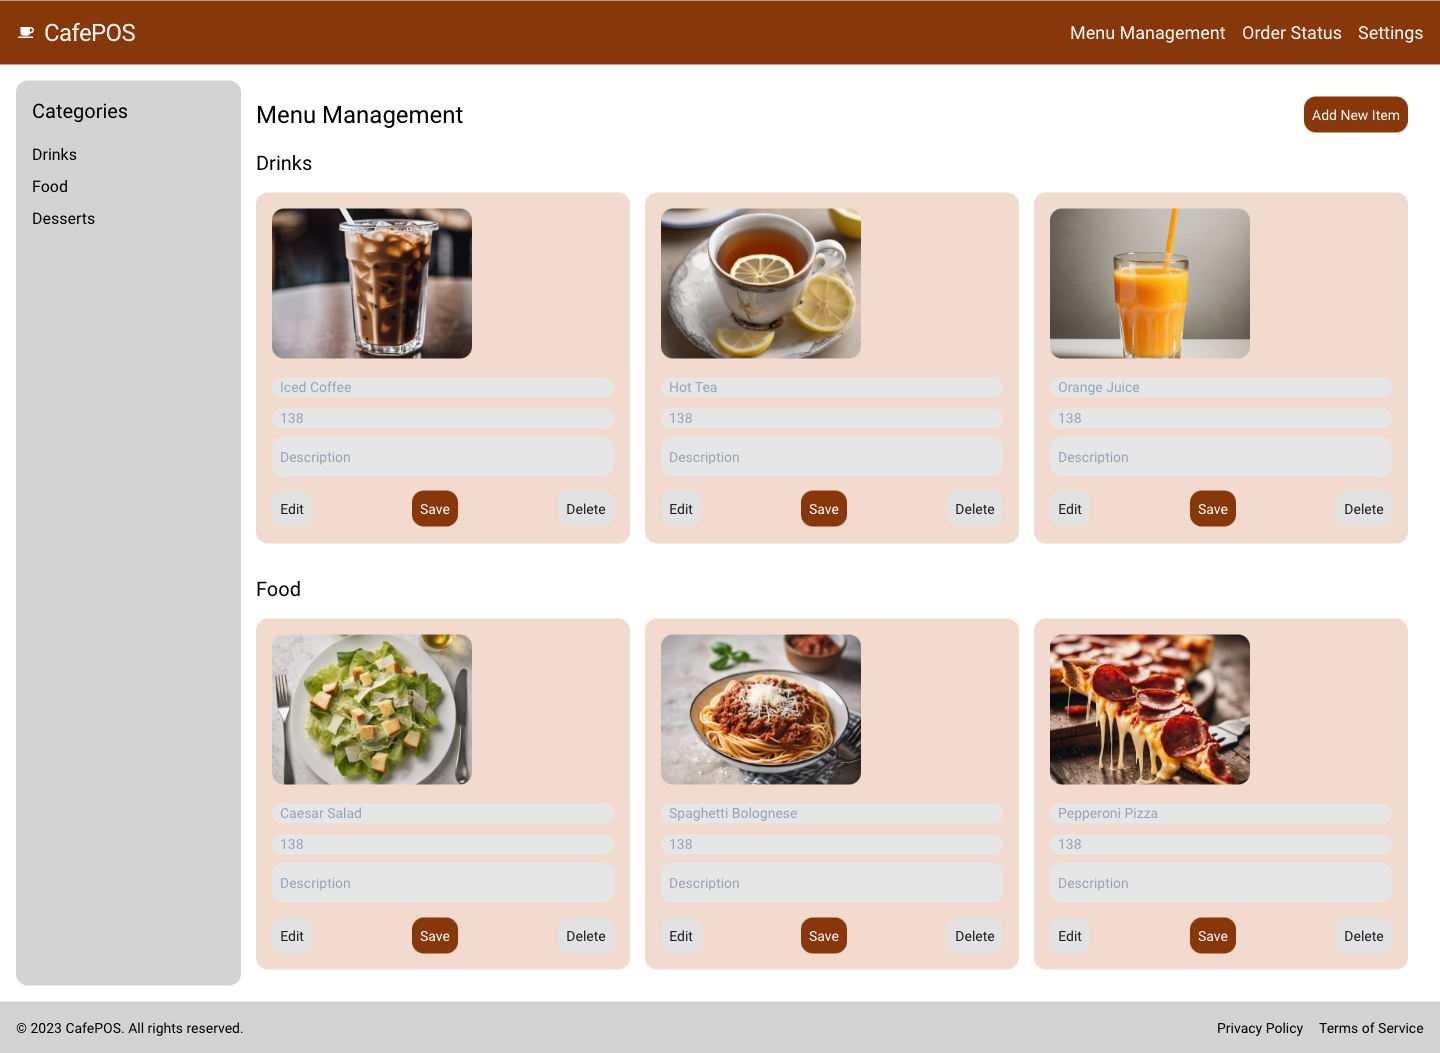 CafePOS
Menu Management Order Status Settings
Categories
Drinks
Food
Desserts
Menu Management
Add New Item
Drinks
Iced Coffee
138
Description
Edit Save Delete
Hot Tea
138
Description
Edit Save Delete
Orange Juice
138
Description
Edit Save Delete
Food
Caesar Salad
138
Description
Edit Save Delete
Spaghetti Bolognese
138
Description
Edit Save Delete
Pepperoni Pizza
138
Description
Edit Save Delete
© 2023 CafePOS. All rights reserved.
Privacy Policy Terms of Service